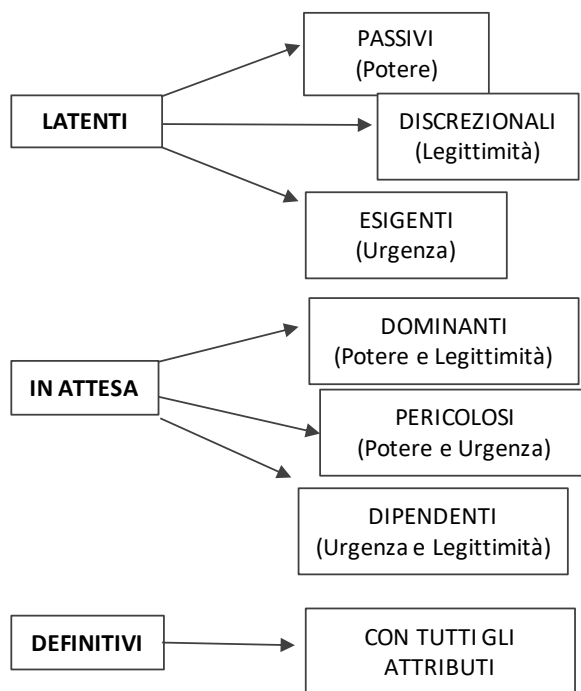 PASSIVI
(Potere)
LATENTI
DISCREZIONALI
(Legittimità)
ESIGENTI
(Urgenza)
DOMINANTI
(Potere e Legittimità)
IN ATTESA
PERICOLOSI
(Potere e Urgenza)
DIPENDENTI
(Urgenza e Legittimità)
DEFINITIVI
CON TUTTI GLI
ATTRIBUTI